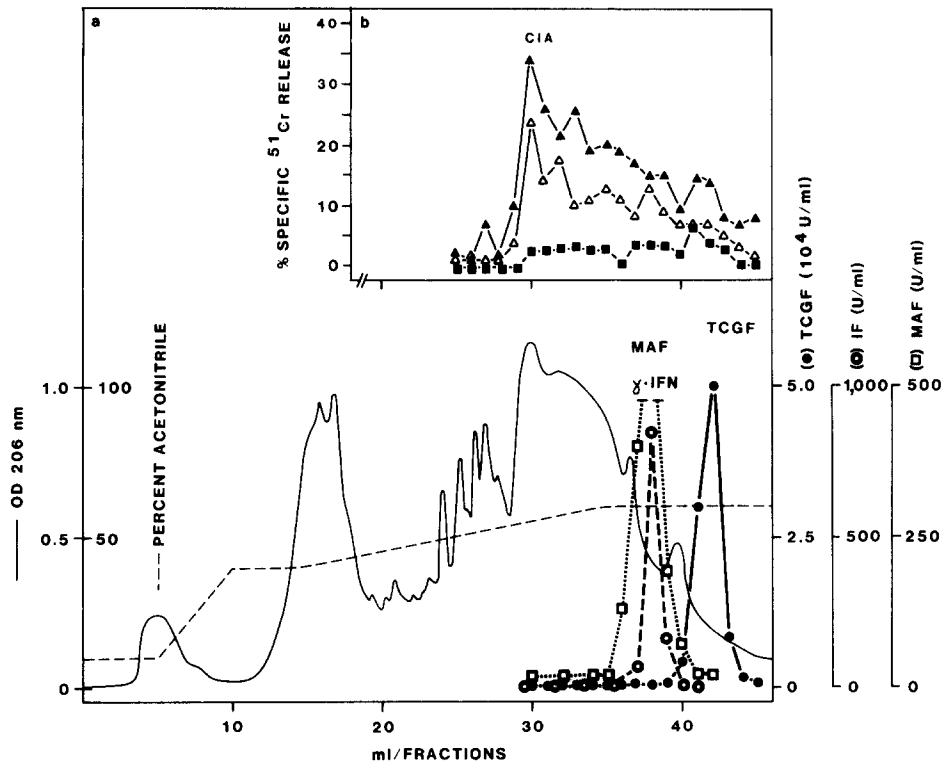 a
b
CIA
% SPECIFIC ⁵¹Cr RELEASE
40
30
20
10
0
OD 206 nm
1.0
0.5
0
100
50
PERCENT ACETONITRILE
MAF
γ-IFN
TCGF
(●) TCGF (10⁴ U/ml)
5.0
2.5
0
(O) IF (U/ml)
1,000
500
0
(□) MAF (U/ml)
500
250
0
10
20
30
40
ml/FRACTIONS